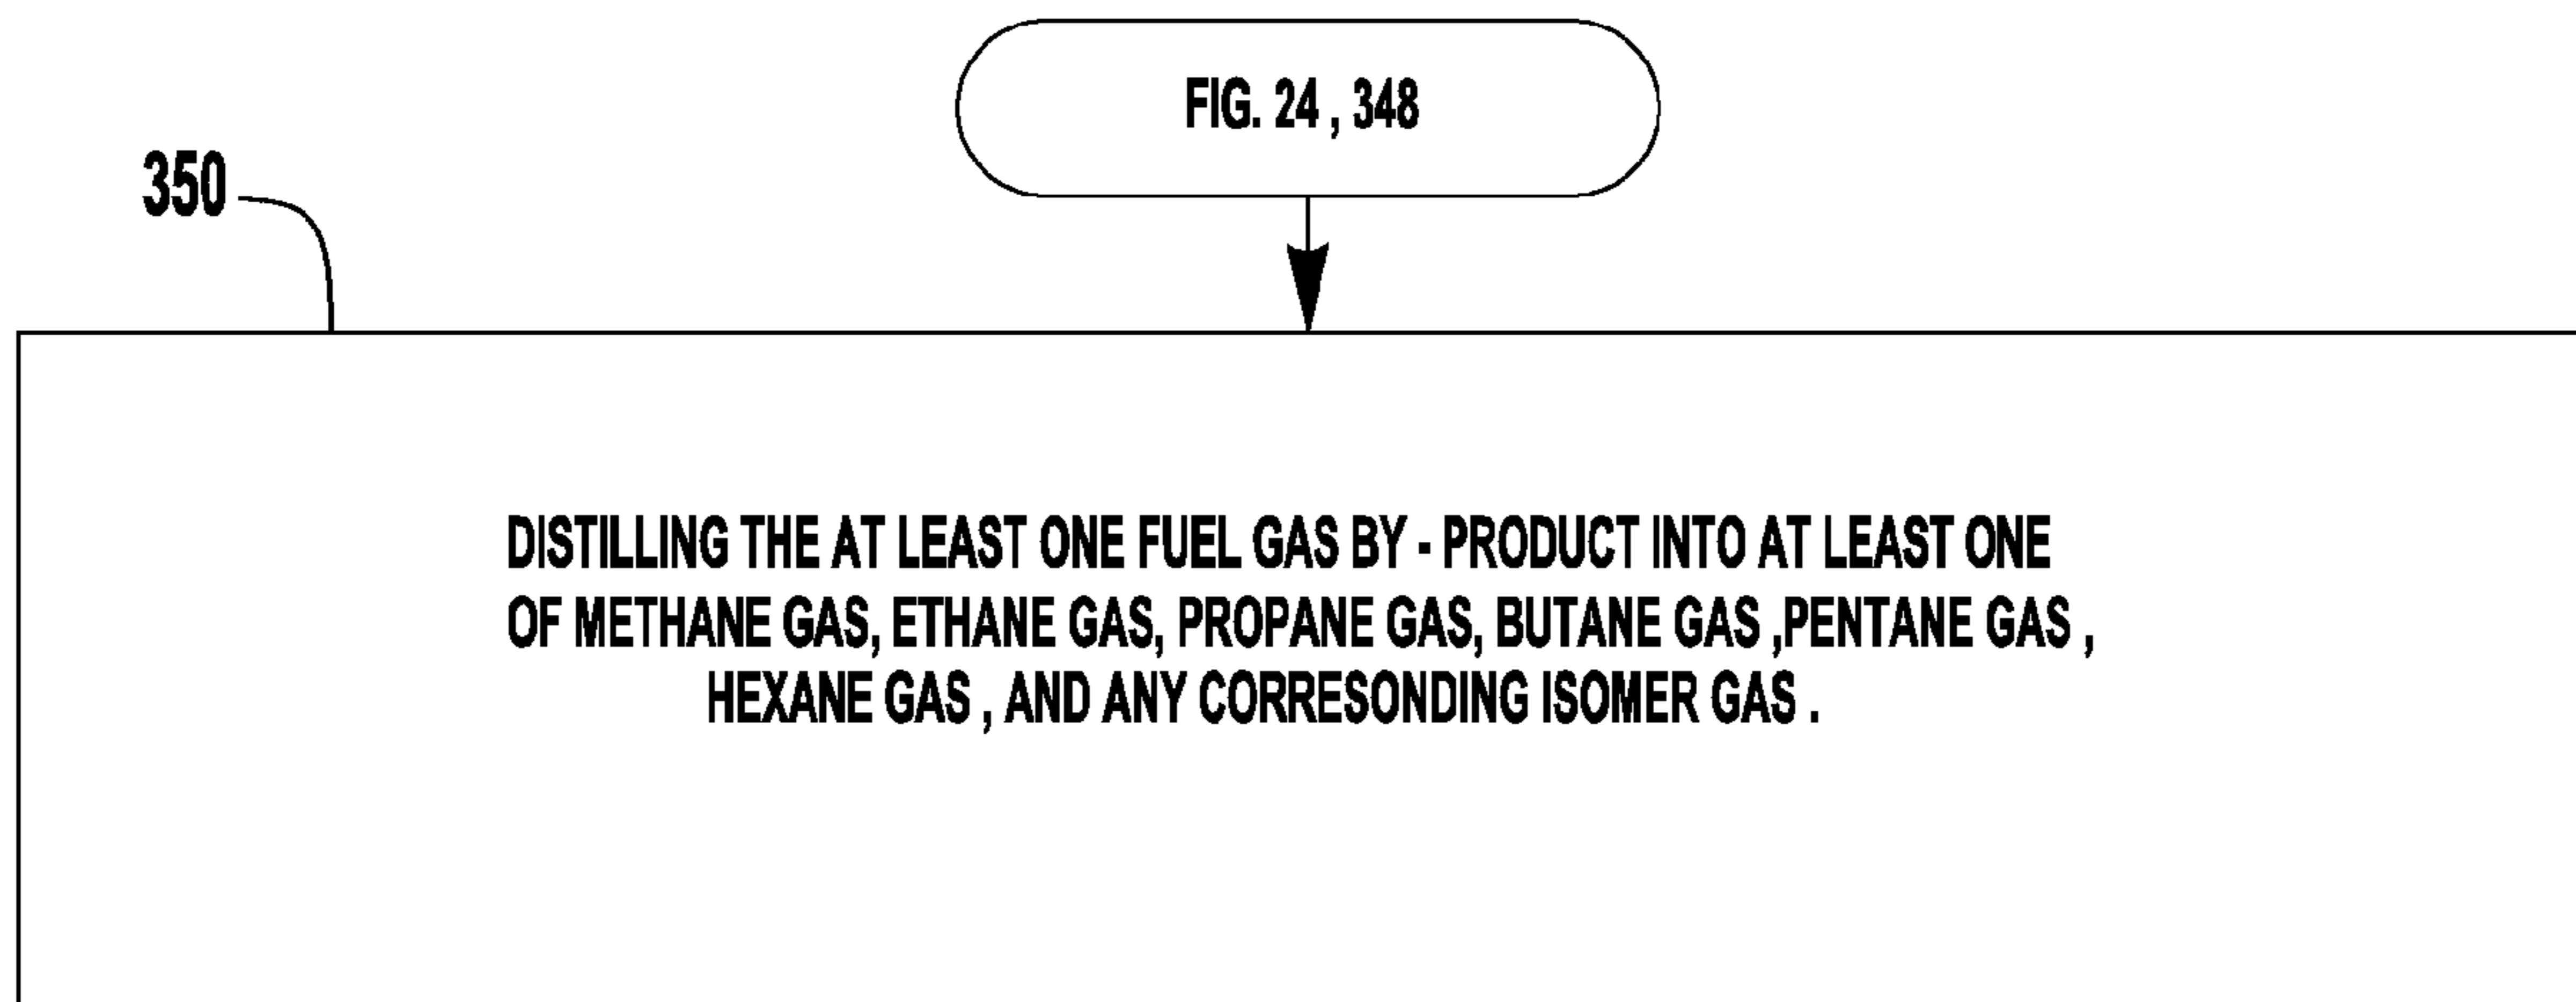 FIG. 24 , 348
350
DISTILLING THE AT LEAST ONE FUEL GAS BY - PRODUCT INTO AT LEAST ONE
OF METHANE GAS, ETHANE GAS, PROPANE GAS, BUTANE GAS ,PENTANE GAS ,
HEXANE GAS , AND ANY CORRESONDING ISOMER GAS .